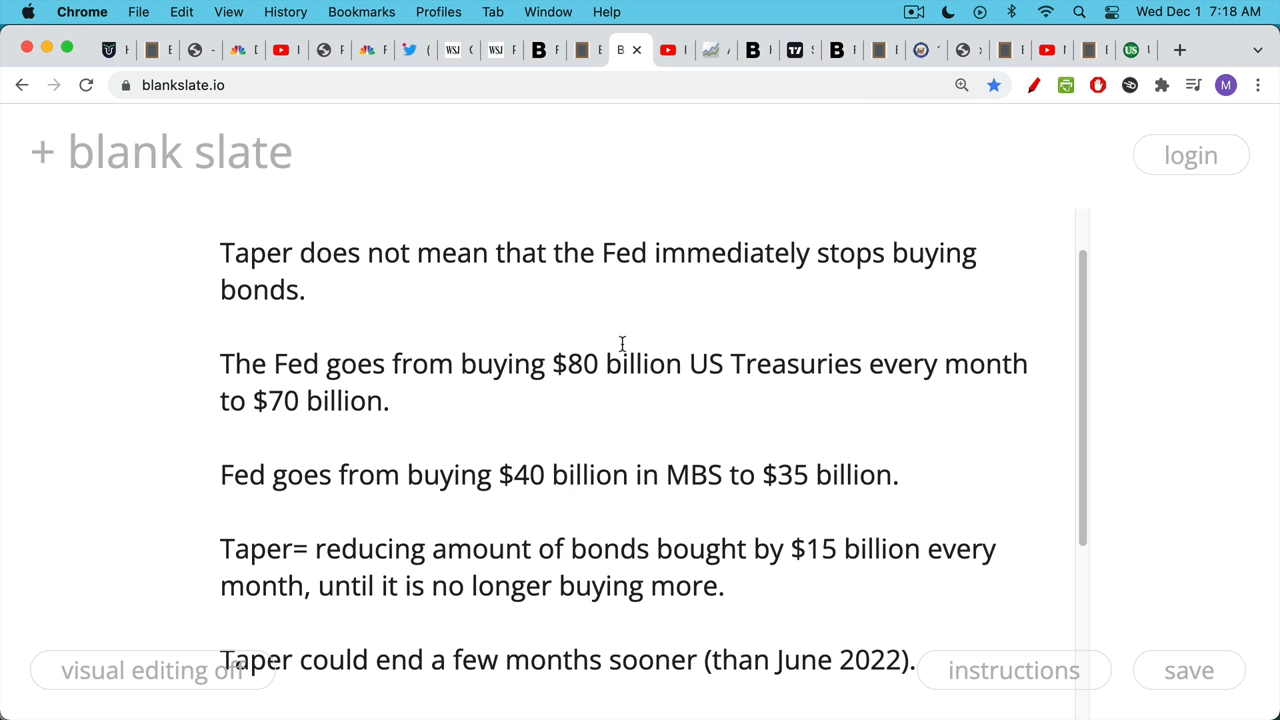 Chrome File Edit View History Bookmarks Profiles Tab Window Help Wed Dec 1 7:18 AM
blankslate.io M
+ blank slate
login
Taper does not mean that the Fed immediately stops buying
bonds.
The Fed goes from buying $80 billion US Treasuries every month
to $70 billion.
Fed goes from buying $40 billion in MBS to $35 billion.
Taper= reducing amount of bonds bought by $15 billion every
month, until it is no longer buying more.
Taper could end a few months sooner (than June 2022).
visual editing off instructions save